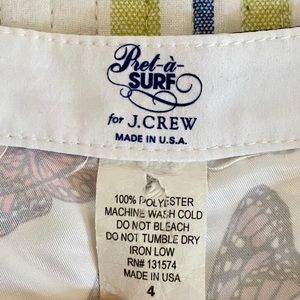 Pret-à-
SURF
for J.CREW
MADE IN U.S.A.
100% POLYESTER
MACHINE WASH COLD
DO NOT BLEACH
DO NOT TUMBLE DRY
IRON LOW
RN# 131574
MADE IN USA
4